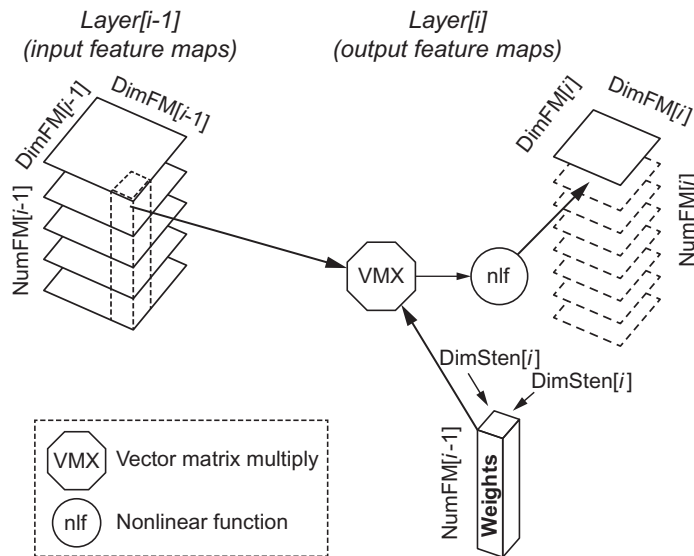 Layer[i-1]
(input feature maps)
Layer[i]
(output feature maps)
DimFM[i-1]
DimFM[i-1]
NumFM[i-1]
DimFM[i]
DimFM[i]
NumFM[i]
VMX
nlf
DimSten[i]
DimSten[i]
NumFM[i-1]
Weights
VMX Vector matrix multiply
nlf Nonlinear function